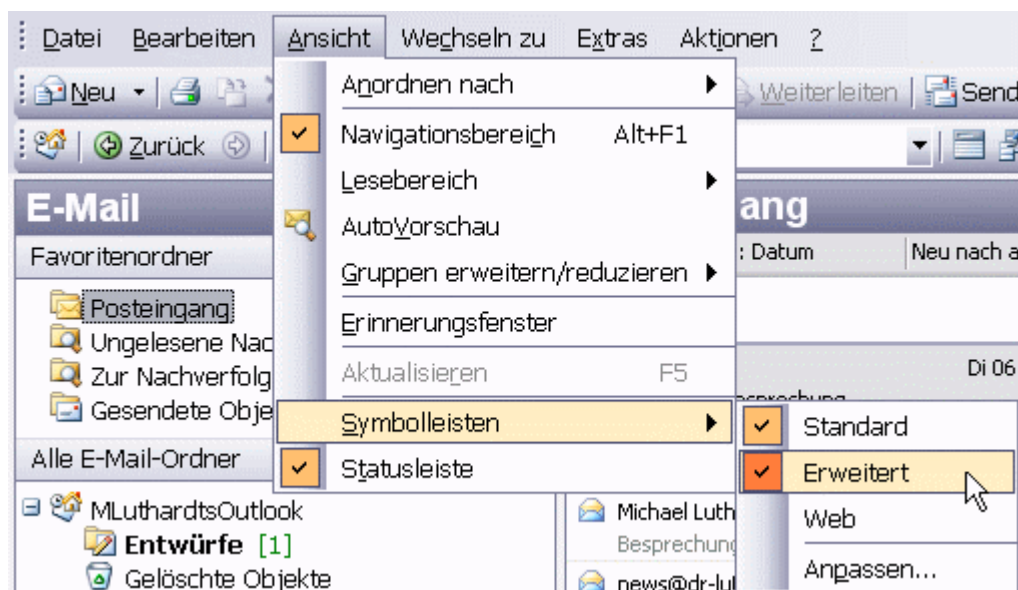 Datei Bearbeiten Ansicht Wechseln zu Extras Aktionen ?
Neu Weiterleiten Send
Zurück
Anordnen nach
Navigationsbereich Alt+F1
Lesebereich
AutoVorschau
Gruppen erweitern/reduzieren
Erinnerungsfenster
Aktualisieren F5
Symbolleisten
Statusleiste
Standard
Erweitert
Web
Anpassen...
E-Mail
Favoritenordner
Posteingang
Ungelesene Nac
Zur Nachverfolg
Gesendete Obje
Alle E-Mail-Ordner
MLuthardtsOutlook
Entwürfe [1]
Gelöschte Objekte
ang
: Datum Neu nach a
Di 06
Michael Luth
Besprechung
news@dr-lu